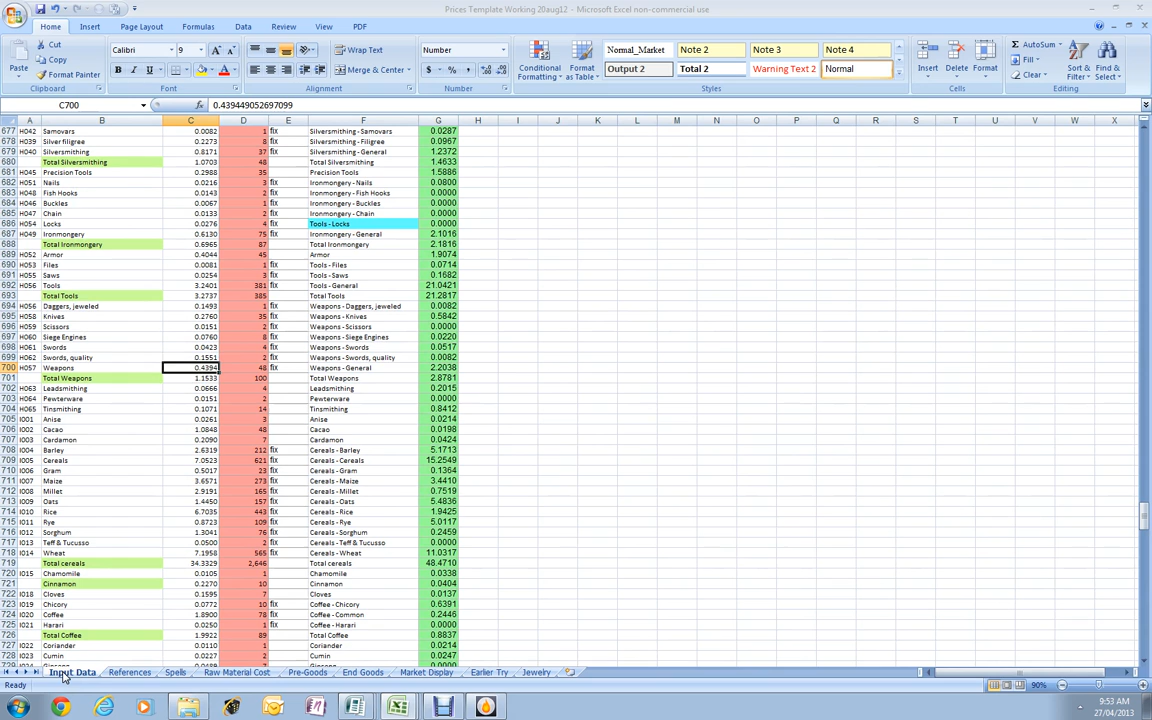 Prices Template Working 20aug12 - Microsoft Excel non-commercial use
Home Insert Page Layout Formulas Data Review View PDF
Cut
Copy
Format Painter
Paste
Calibri 9
B I U
Wrap Text
Merge & Center
Number
$ % ,
Conditional Formatting
Format as Table
Normal_Market Note 2 Note 3 Note 4
Output 2 Total 2 Warning Text 2 Normal
Insert Delete Format
AutoSum
Fill
Clear
Sort & Filter
Find & Select
Clipboard Font Alignment Number Styles Cells Editing
C700 fx 0.439449052697099
A B C D E F G H I J K L M N O P Q R S T U V W X
677 H042 Samovars 0.0082 1 fix Silversmithing - Samovars 0.0287
678 H039 Silver filigree 0.2273 8 fix Silversmithing - Filigree 0.0967
679 H040 Silversmithing 0.8171 37 fix Silversmithing - General 1.2372
680 Total Silversmithing 1.0703 48 Total Silversmithing 1.4633
681 H045 Precision Tools 0.2988 35 Precision Tools 1.5886
682 H051 Nails 0.0216 3 fix Ironmongery - Nails 0.0800
683 H048 Fish Hooks 0.0143 2 fix Ironmongery - Fish Hooks 0.0000
684 H046 Buckles 0.0067 1 fix Ironmongery - Buckles 0.0000
685 H047 Chain 0.0133 2 fix Ironmongery - Chain 0.0000
686 H054 Locks 0.0276 4 fix Tools - Locks 0.0000
687 H049 Ironmongery 0.6130 75 fix Ironmongery - General 2.1016
688 Total Ironmongery 0.6965 87 Total Ironmongery 2.1816
689 H052 Armor 0.4044 45 Armor 1.9074
690 H053 Files 0.0081 1 fix Tools - Files 0.0714
691 H055 Saws 0.0254 3 fix Tools - Saws 0.1682
692 H056 Tools 3.2401 381 fix Tools - General 21.0421
693 Total Tools 3.2737 385 Total Tools 21.2817
694 H056 Daggers, jeweled 0.1493 1 fix Weapons - Daggers, jeweled 0.0082
695 H058 Knives 0.2760 35 fix Weapons - Knives 0.5842
696 H059 Scissors 0.0151 2 fix Weapons - Scissors 0.0000
697 H060 Siege Engines 0.0760 8 fix Weapons - Siege Engines 0.0220
698 H061 Swords 0.0423 4 fix Weapons - Swords 0.0517
699 H062 Swords, quality 0.1551 2 fix Weapons - Swords, quality 0.0082
700 H057 Weapons 0.4394 48 fix Weapons - General 2.2038
701 Total Weapons 1.1533 100 Total Weapons 2.8781
702 H063 Leadsmithing 0.0666 4 Leadsmithing 0.2015
703 H064 Pewterware 0.0151 2 Pewterware 0.0000
704 H065 Tinsmithing 0.1071 14 Tinsmithing 0.8412
705 I001 Anise 0.0261 3 Anise 0.0214
706 I002 Cacao 1.0848 48 Cacao 0.0198
707 I003 Cardamon 0.2090 7 Cardamon 0.0424
708 I004 Barley 2.6319 212 fix Cereals - Barley 5.1713
709 I005 Cereals 7.0523 621 fix Cereals - Cereals 15.2549
710 I006 Gram 0.5017 23 fix Cereals - Gram 0.1364
711 I007 Maize 3.6571 273 fix Cereals - Maize 3.4410
712 I008 Millet 2.9191 165 fix Cereals - Millet 0.7519
713 I009 Oats 1.4450 157 fix Cereals - Oats 5.4836
714 I010 Rice 6.7035 443 fix Cereals - Rice 1.9425
715 I011 Rye 0.8723 109 fix Cereals - Rye 5.0117
716 I012 Sorghum 1.3041 76 fix Cereals - Sorghum 0.2459
717 I013 Teff & Tucusso 0.0500 2 fix Cereals - Teff & Tucusso 0.0000
718 I014 Wheat 7.1958 565 fix Cereals - Wheat 11.0317
719 Total cereals 34.3329 2,646 Total cereals 48.4710
720 I015 Chamomile 0.0105 1 Chamomile 0.0338
721 Cinnamon 0.2270 10 Cinnamon 0.0404
722 I018 Cloves 0.1595 7 Cloves 0.0137
723 I019 Chicory 0.0772 10 fix Coffee - Chicory 0.6391
724 I020 Coffee 1.8900 78 fix Coffee - Common 0.2446
725 I021 Harari 0.0250 1 fix Coffee - Harari 0.0000
726 Total Coffee 1.9922 89 Total Coffee 0.8837
727 I022 Coriander 0.0110 1 Coriander 0.0214
728 I023 Cumin 0.0227 2 Cumin 0.0247
Input Data References Spells Raw Material Cost Pre-Goods End Goods Market Display Earlier Try Jewelry
Ready 90%
9:53 AM
27/04/2013